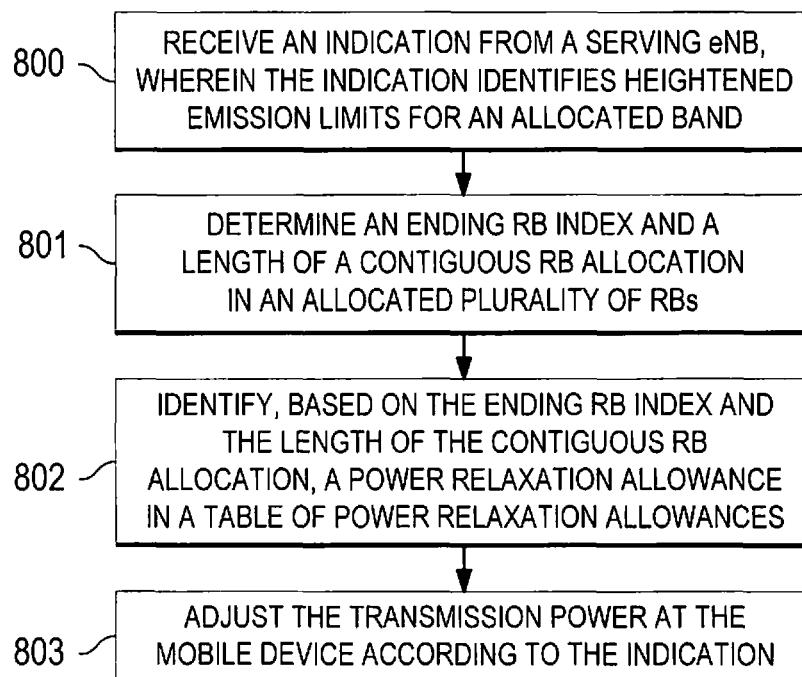 800
RECEIVE AN INDICATION FROM A SERVING eNB,
WHEREIN THE INDICATION IDENTIFIES HEIGHTENED
EMISSION LIMITS FOR AN ALLOCATED BAND
801
DETERMINE AN ENDING RB INDEX AND A
LENGTH OF A CONTIGUOUS RB ALLOCATION
IN AN ALLOCATED PLURALITY OF RBs
802
IDENTIFY, BASED ON THE ENDING RB INDEX AND
THE LENGTH OF THE CONTIGUOUS RB
ALLOCATION, A POWER RELAXATION ALLOWANCE
IN A TABLE OF POWER RELAXATION ALLOWANCES
803
ADJUST THE TRANSMISSION POWER AT THE
MOBILE DEVICE ACCORDING TO THE INDICATION